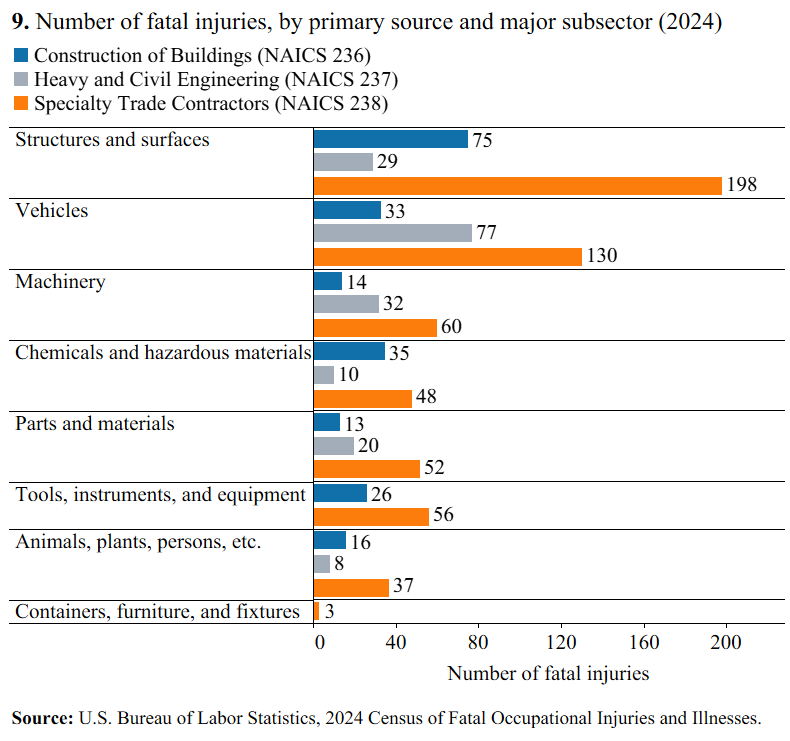 9. Number of fatal injuries, by primary source and major subsector (2024)
Construction of Buildings (NAICS 236)
Heavy and Civil Engineering (NAICS 237)
Specialty Trade Contractors (NAICS 238)
Structures and surfaces
75
29
198
Vehicles
33
77
130
Machinery
14
32
60
Chemicals and hazardous materials
35
10
48
Parts and materials
13
20
52
Tools, instruments, and equipment
26
56
Animals, plants, persons, etc.
16
8
37
Containers, furniture, and fixtures
3
0 40 80 120 160 200
Number of fatal injuries
Source: U.S. Bureau of Labor Statistics, 2024 Census of Fatal Occupational Injuries and Illnesses.